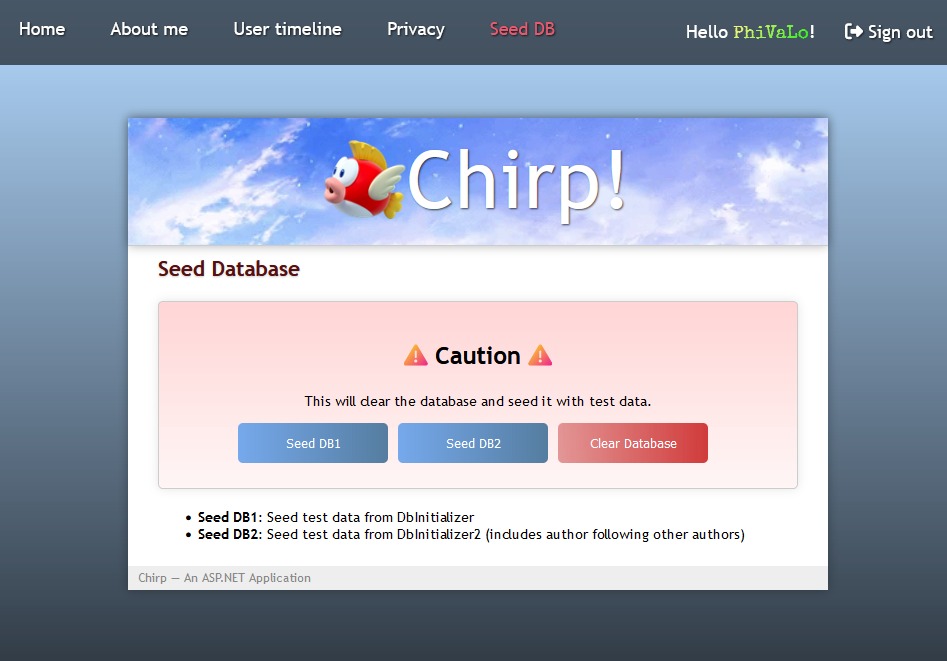 Home About me User timeline Privacy Seed DB Hello PhiVaLo! Sign out
Chirp!
Seed Database
Caution
This will clear the database and seed it with test data.
Seed DB1 Seed DB2 Clear Database
• Seed DB1: Seed test data from DbInitializer
• Seed DB2: Seed test data from DbInitializer2 (includes author following other authors)
Chirp — An ASP.NET Application